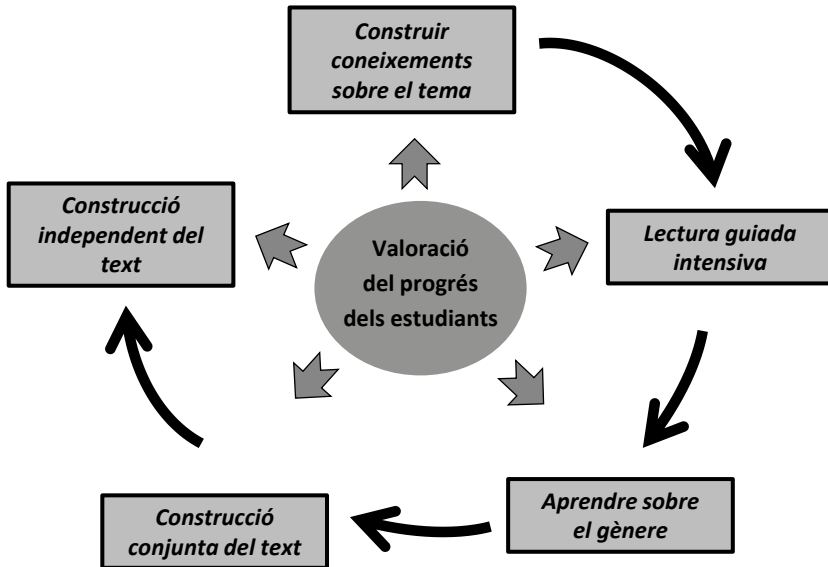 Construir
coneixements
sobre el tema
Construcció
independent del
text
Valoració
del progrés
dels estudiants
Lectura guiada
intensiva
Aprendre sobre
el gènere
Construcció
conjunta del text